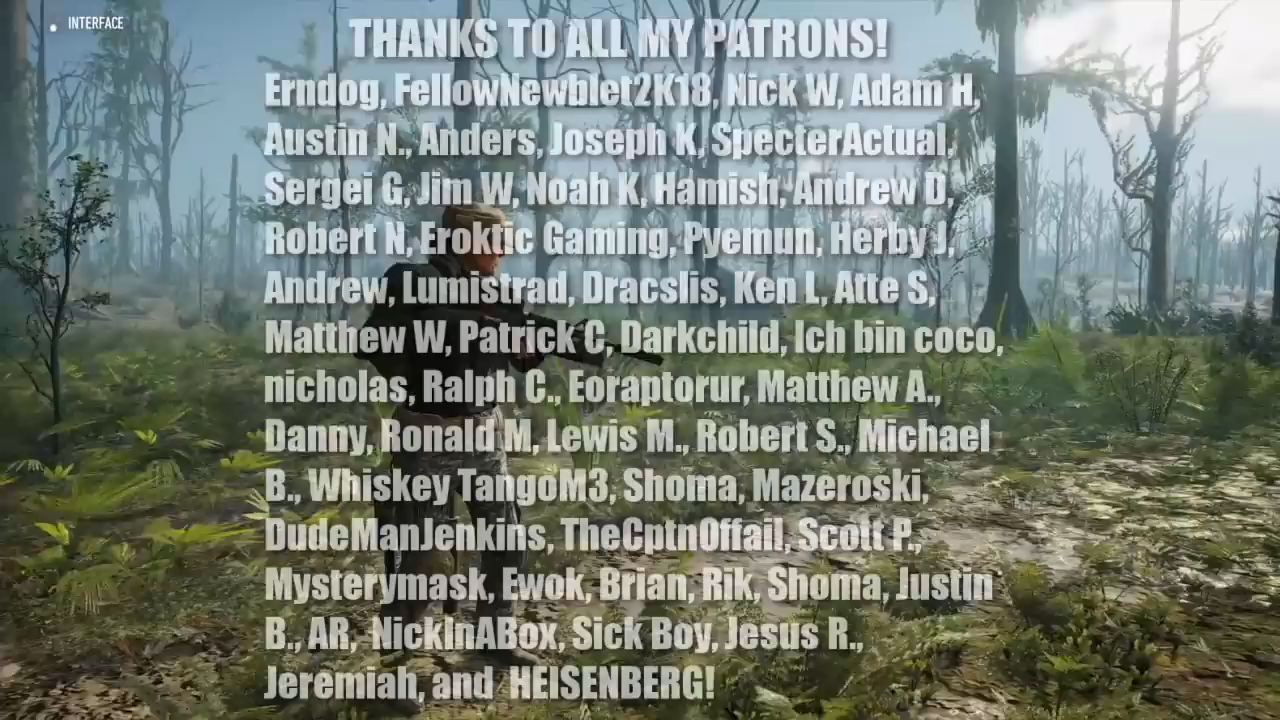 INTERFACE
THANKS TO ALL MY PATRONS!
Erndog, FellowNewblet2K18, Nick W, Adam H,
Austin N., Anders, Joseph K, SpecterActual,
Sergei G, Jim W, Noah K, Hamish, Andrew D,
Robert N, Eroktic Gaming, Pyemun, Herby J,
Andrew, Lumistrad, Dracslis, Ken L, Atte S,
Matthew W, Patrick C, Darkchild, Ich bin coco,
nicholas, Ralph C., Eoraptorur, Matthew A.,
Danny, Ronald M, Lewis M., Robert S., Michael
B., Whiskey TangoM3, Shoma, Mazeroski,
DudeManJenkins, TheCptnOffail, Scott P.,
Mysterymask, Ewok, Brian, Rik, Shoma, Justin
B., AR, NickInABox, Sick Boy, Jesus R.,
Jeremiah, and HEISENBERG!